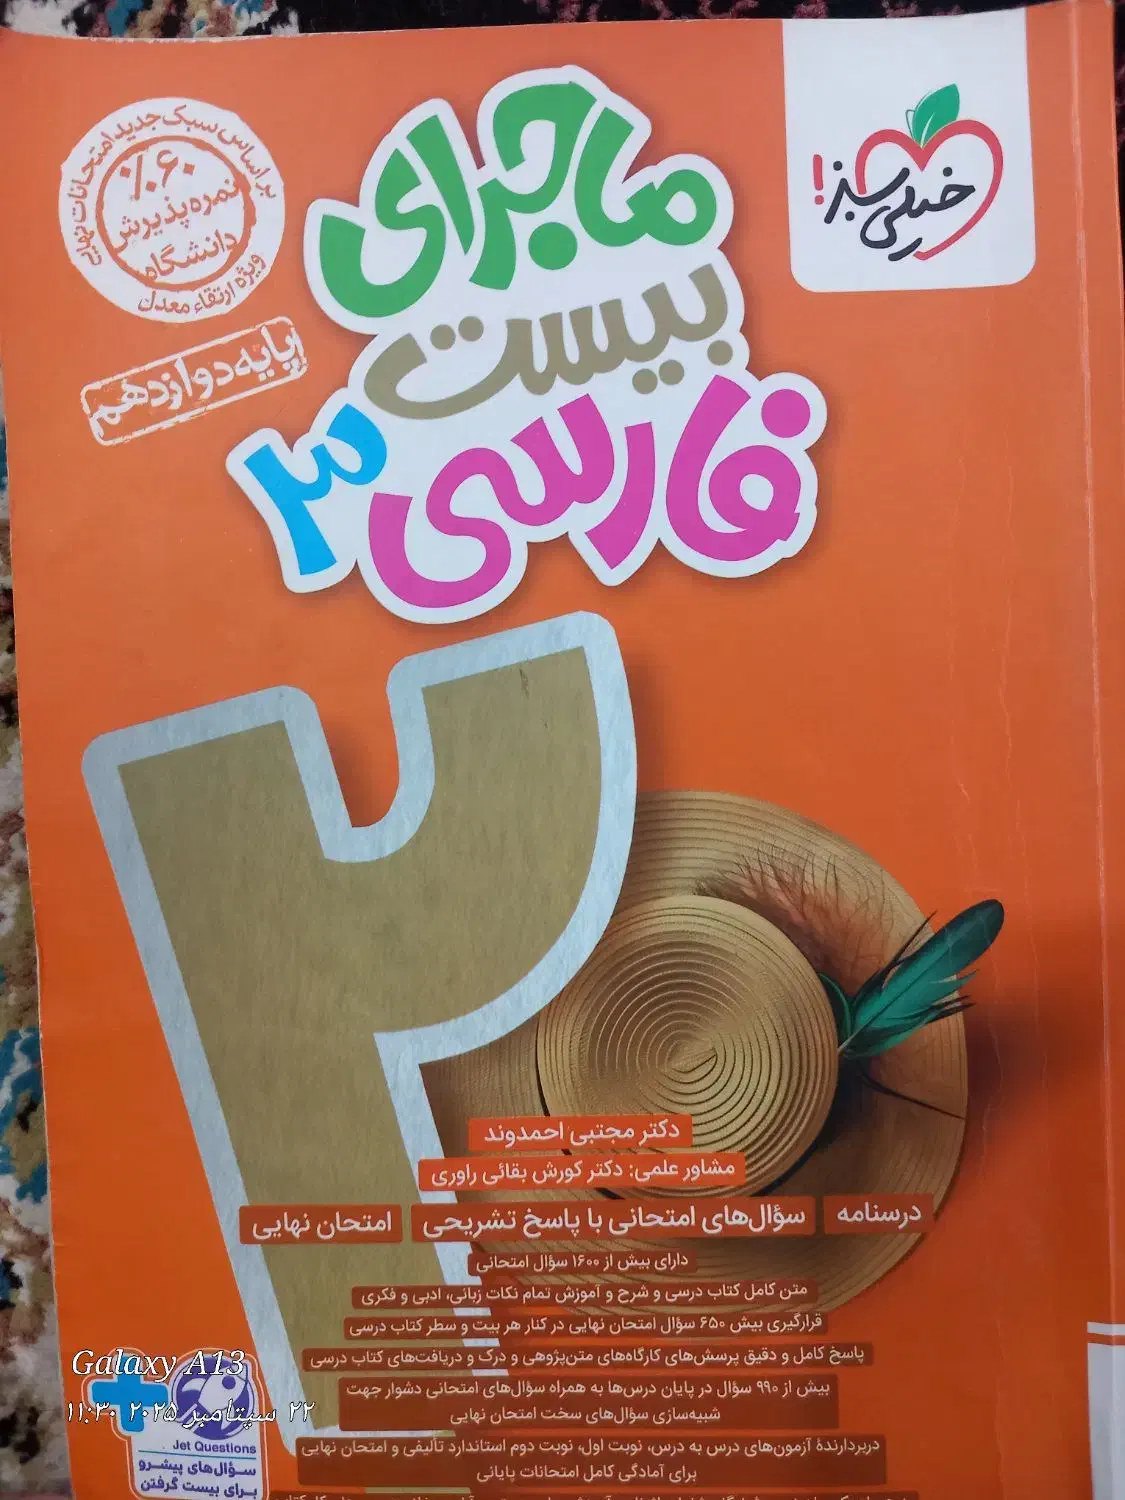 خیلی سبز!
ماجرای
بیست
فارسی ۳
بر اساس سبک جدید امتحانات نهایی
۶۰٪
نمره پذیرش
دانشگاه
ویژه ارتقاء معدل
پایه دوازدهم
۲
دکتر مجتبی احمدوند
مشاور علمی: دکتر کورش بقائی راوری
درسنامه سؤال‌های امتحانی با پاسخ تشریحی امتحان نهایی
دارای بیش از ۱۶۰۰ سؤال امتحانی
متن کامل کتاب درسی و شرح و آموزش تمام نکات زبانی، ادبی و فکری
قرارگیری بیش ۶۵۰ سؤال امتحان نهایی در کنار هر بیت و سطر کتاب درسی
پاسخ کامل و دقیق پرسش‌های کارگاه‌های متن‌پژوهی و درک و دریافت‌های کتاب درسی
بیش از ۹۹۰ سؤال در پایان درس‌ها به همراه سؤال‌های امتحانی دشوار جهت
شبیه‌سازی سؤال‌های سخت امتحان نهایی
دربردارندۀ آزمون‌های درس به درس، نوبت اول، نوبت دوم استاندارد تألیفی و امتحان نهایی
برای آمادگی کامل امتحانات پایانی
Galaxy A13
۲۲ سپتامبر ۲۰۲۵ ۱۱:۳۰
Jet Questions
سؤال‌های پیشرو
برای بیست گرفتن